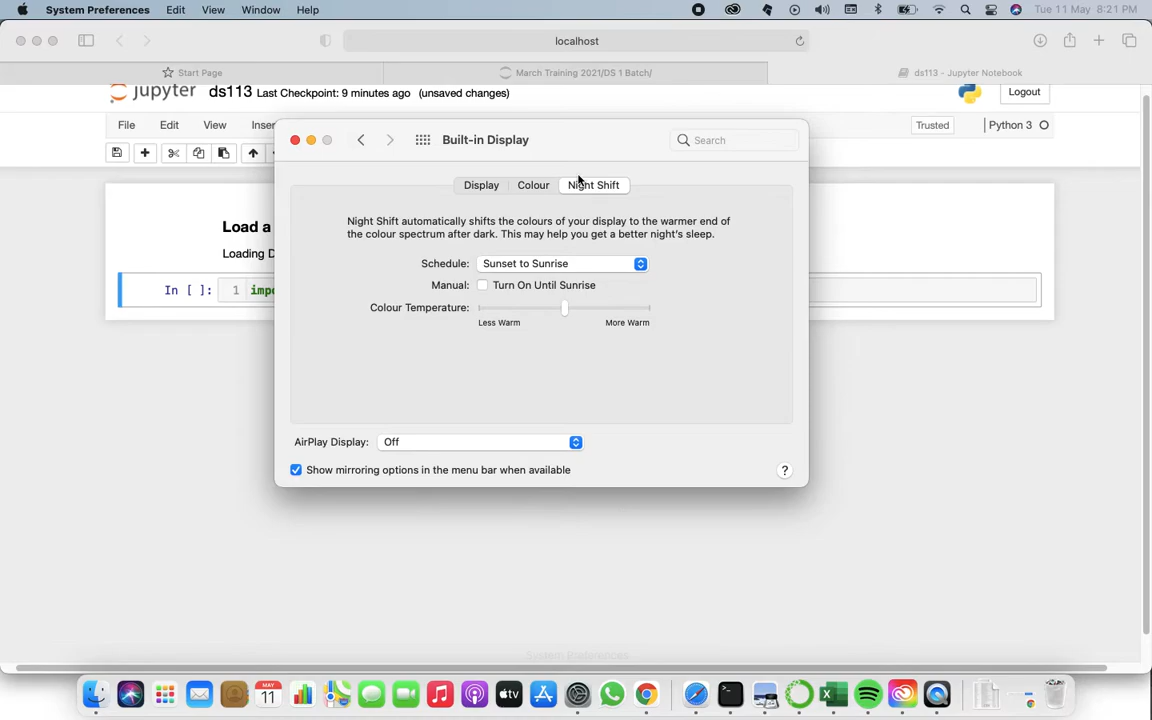 System Preferences Edit View Window Help
Tue 11 May 8:21 PM
localhost
Start Page
March Training 2021/DS 1 Batch/
ds113 - Jupyter Notebook
jupyter ds113 Last Checkpoint: 9 minutes ago (unsaved changes)
Logout
File Edit View
Trusted
Python 3
Built-in Display
Search
Display Colour Night Shift
Night Shift automatically shifts the colours of your display to the warmer end of
the colour spectrum after dark. This may help you get a better night's sleep.
Load a
Loading D
Schedule: Sunset to Sunrise
Manual: Turn On Until Sunrise
In [ ]: 1 impo
Colour Temperature:
Less Warm More Warm
AirPlay Display: Off
Show mirroring options in the menu bar when available
?
System Preferences
MAY
11
tv